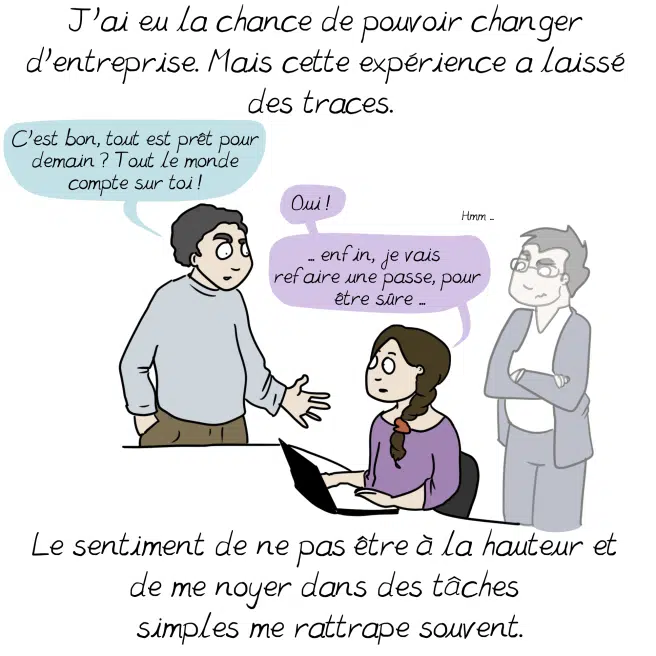 J'ai eu la chance de pouvoir changer
d'entreprise. Mais cette expérience a laissé
des traces.
C'est bon, tout est prêt pour
demain ? Tout le monde
compte sur toi !
Oui !
Hmm ...
... enfin, je vais
refaire une passe, pour
être sûre ...
Le sentiment de ne pas être à la hauteur et
de me noyer dans des tâches
simples me rattrape souvent.